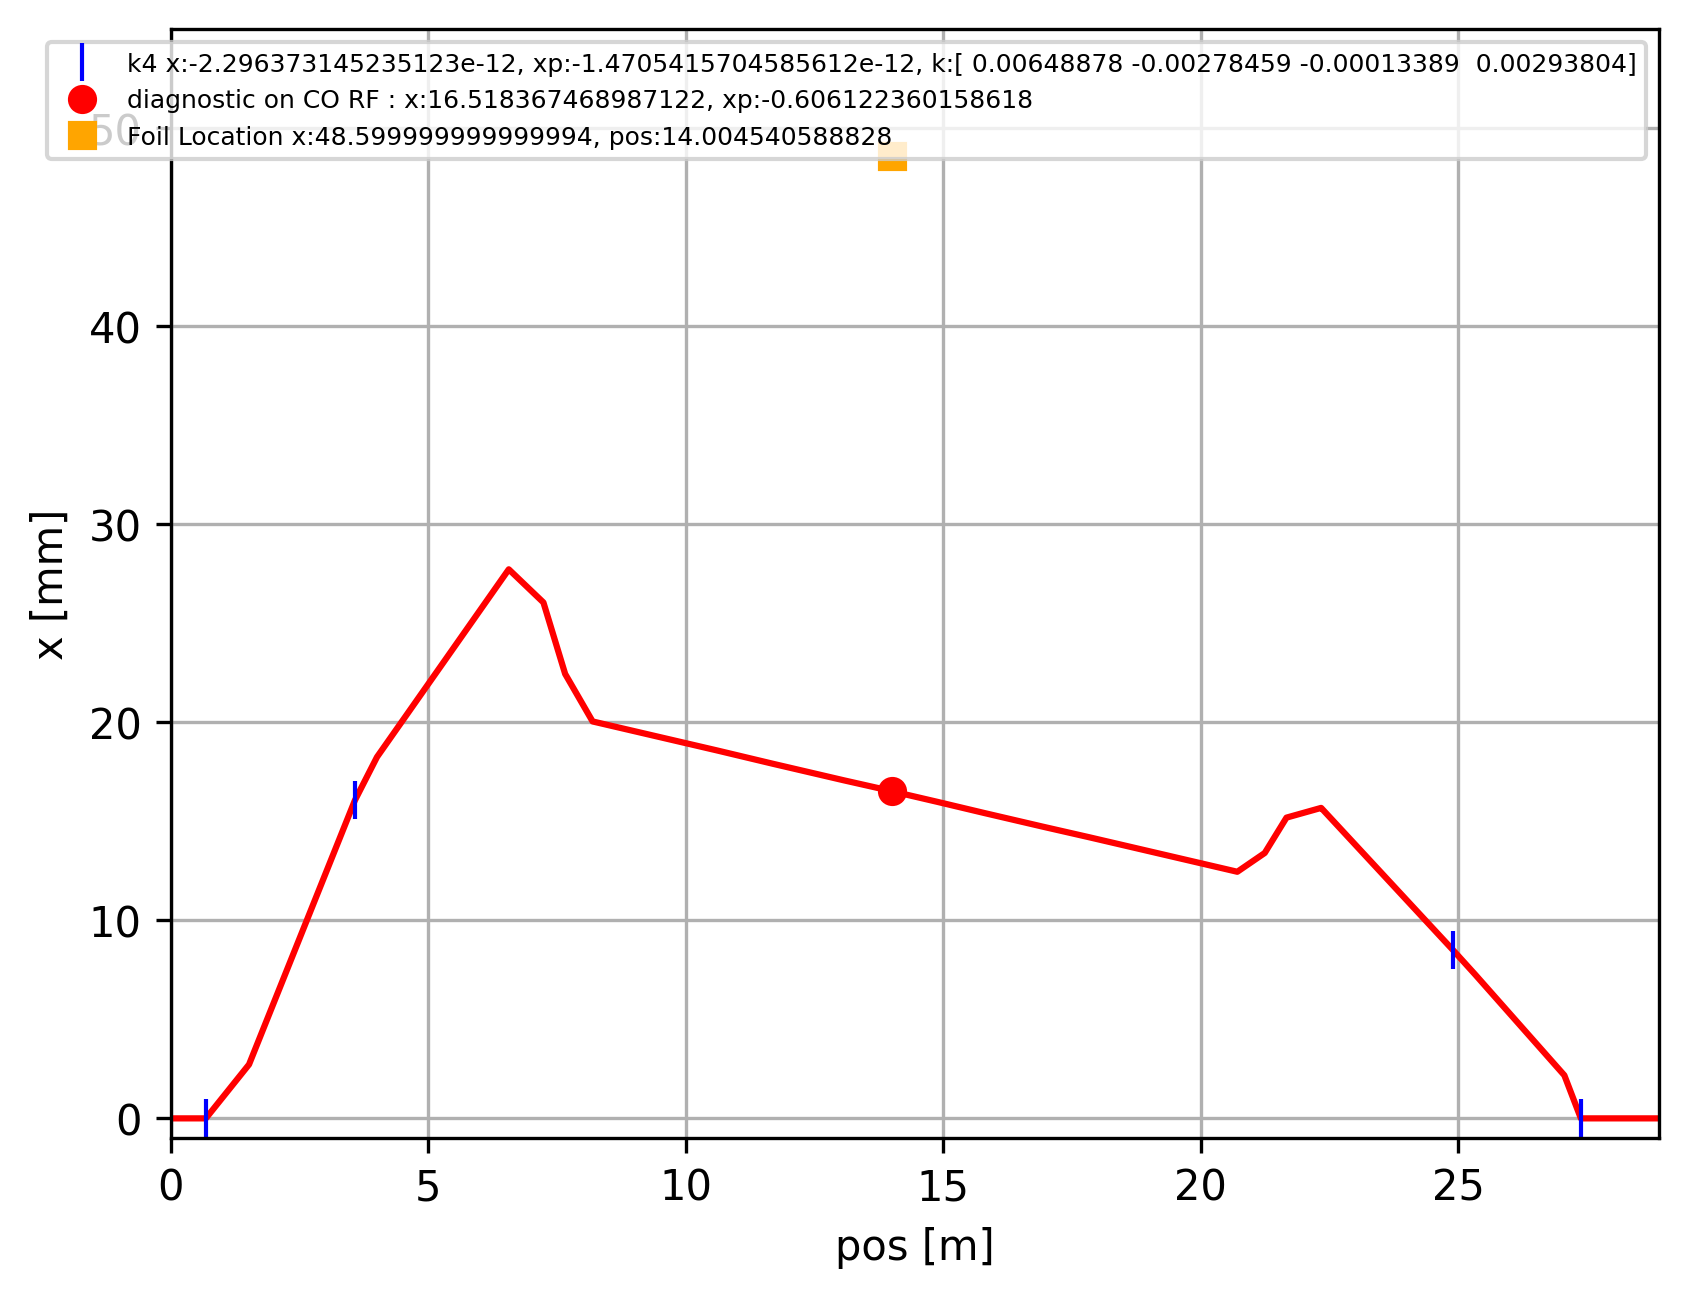 k4 x:-2.296373145235123e-12, xp:-1.4705415704585612e-12, k:[ 0.00648878 -0.00278459 -0.00013389  0.00293804]
diagnostic on CO RF : x:16.518367468987122, xp:-0.606122360158618
Foil Location x:48.599999999999994, pos:14.004540588828
50
40
30
20
10
0
x [mm]
0 5 10 15 20 25
pos [m]